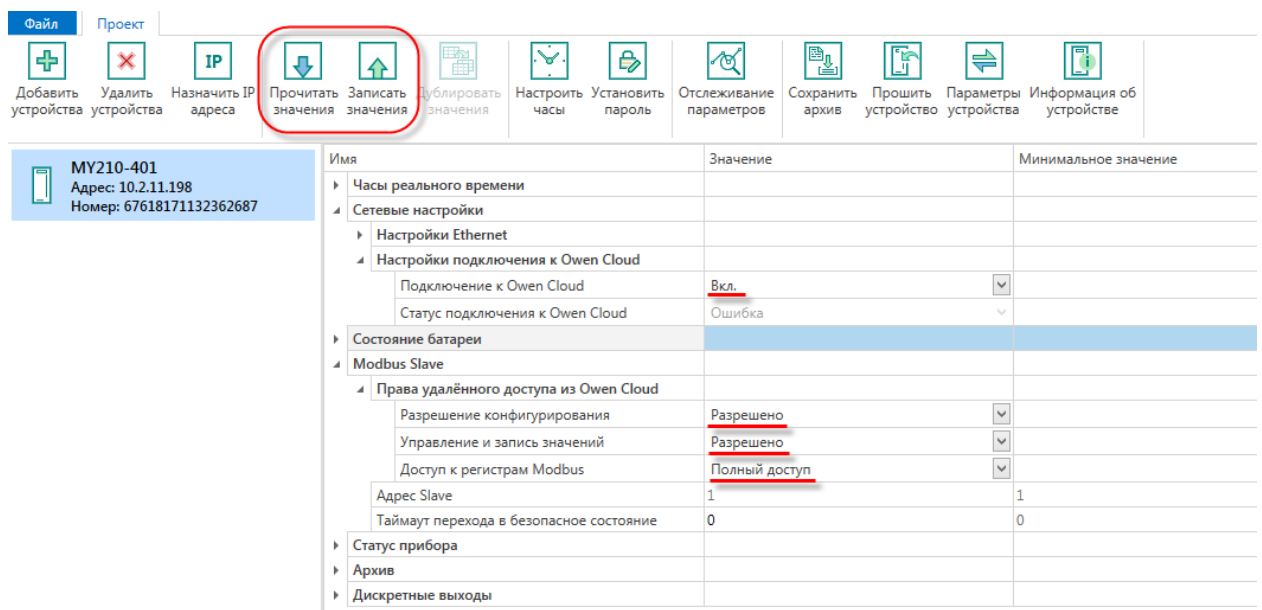 Файл Проект
Добавить устройства
Удалить устройства
IP
Назначить IP адреса
Прочитать значения
Записать значения
Дублировать значения
Настроить часы
Установить пароль
Отслеживание параметров
Сохранить архив
Прошить устройство
Параметры устройства
Информация об устройстве
МУ210-401
Адрес: 10.2.11.198
Номер: 67618171132362687
Имя Значение Минимальное значение
Часы реального времени
Сетевые настройки
Настройки Ethernet
Настройки подключения к Owen Cloud
Подключение к Owen Cloud Вкл.
Статус подключения к Owen Cloud Ошибка
Состояние батареи
Modbus Slave
Права удалённого доступа из Owen Cloud
Разрешение конфигурирования Разрешено
Управление и запись значений Разрешено
Доступ к регистрам Modbus Полный доступ
Адрес Slave 1 1
Таймаут перехода в безопасное состояние 0 0
Статус прибора
Архив
Дискретные выходы